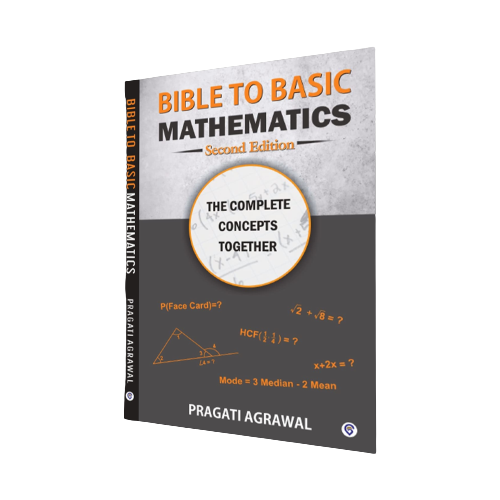 BIBLE TO BASIC MATHEMATICS
PRAGATI AGRAWAL
BIBLE TO BASIC
MATHEMATICS
Second Edition
THE COMPLETE
CONCEPTS
TOGETHER
P(Face Card)=?
√2 ÷ √8 = ?
HCF(1/2 1/4) = ?
x+2x = ?
Mode = 3 Median - 2 Mean
PRAGATI AGRAWAL